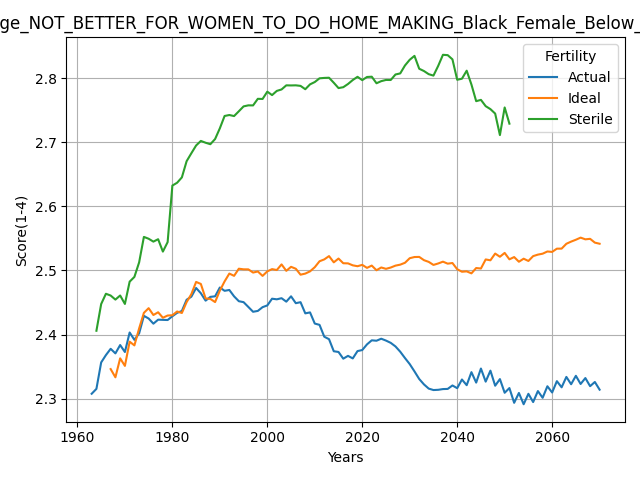 ge_NOT_BETTER_FOR_WOMEN_TO_DO_HOME_MAKING_Black_Female_Below_
Fertility
Actual
Ideal
Sterile
Score(1-4)
2.8
2.7
2.6
2.5
2.4
2.3
1960 1980 2000 2020 2040 2060
Years